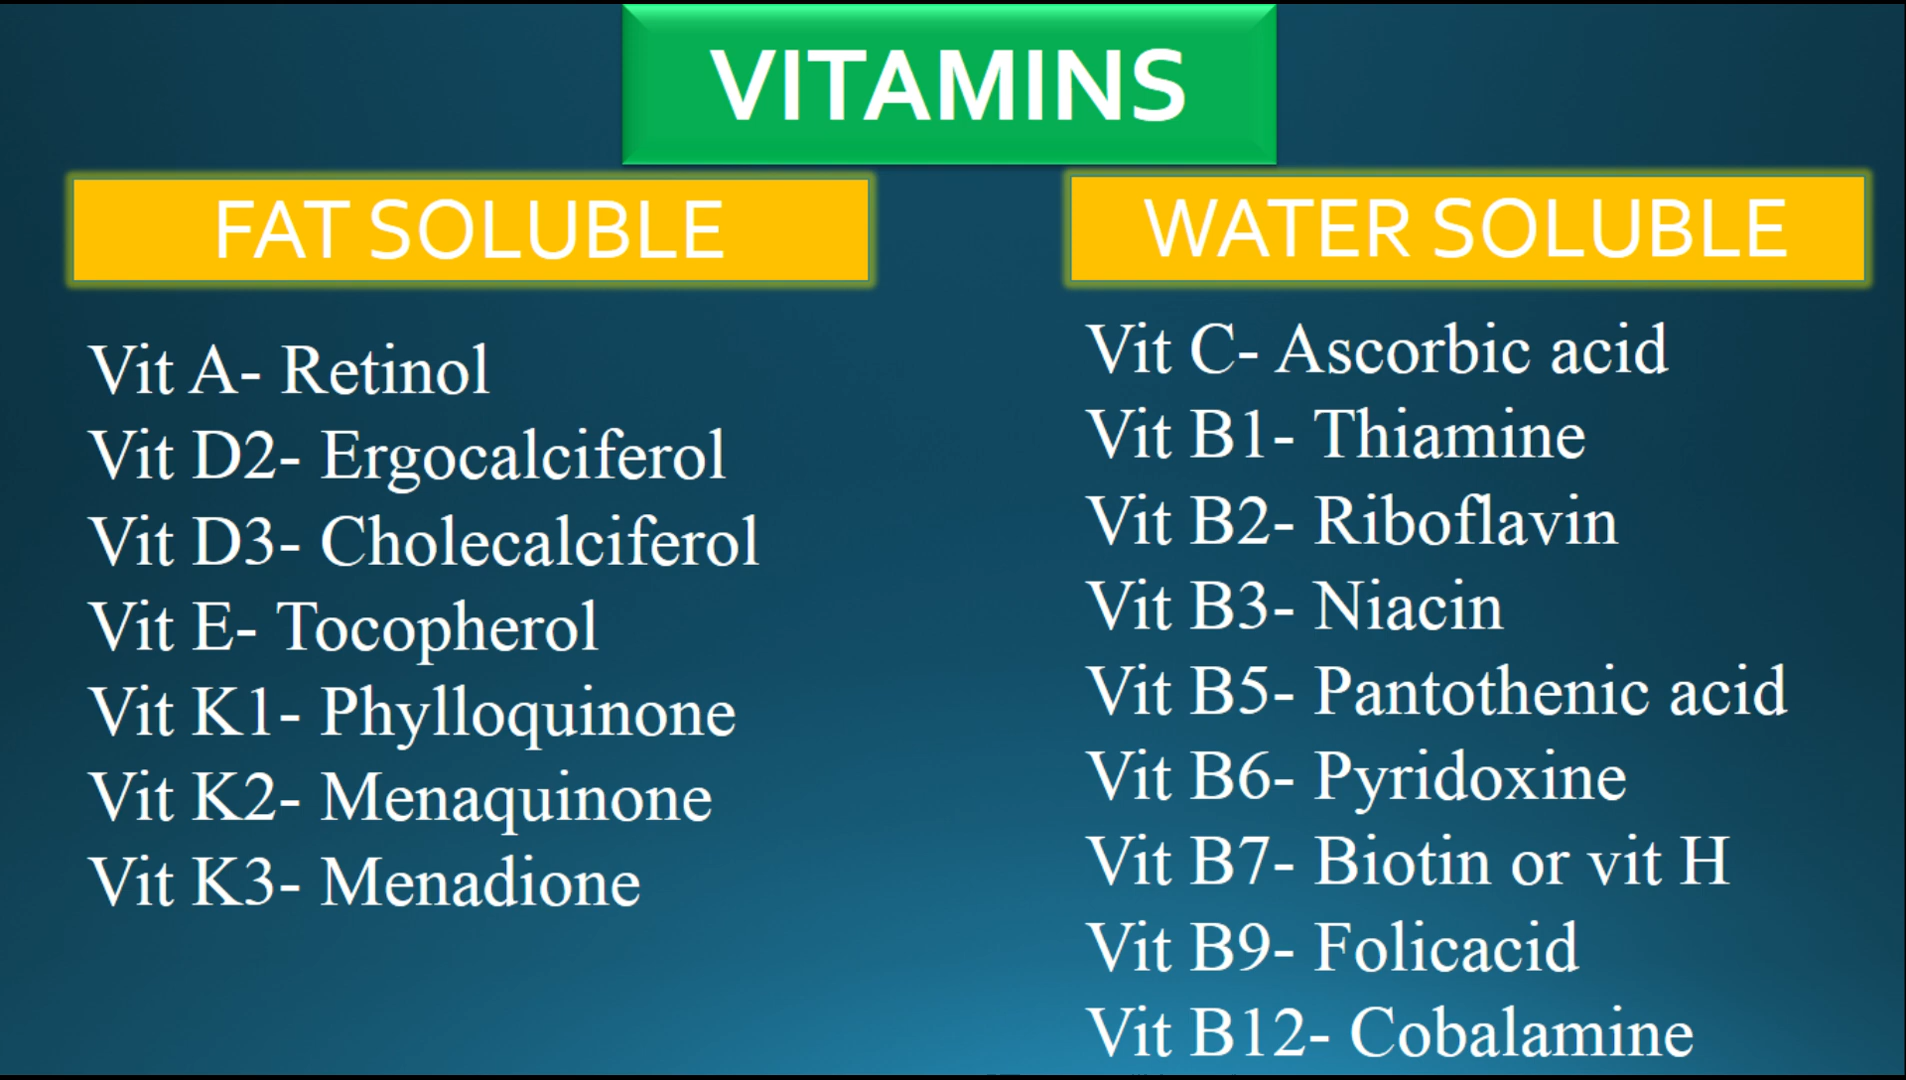 VITAMINS
FAT SOLUBLE
Vit A- Retinol
Vit D2- Ergocalciferol
Vit D3- Cholecalciferol
Vit E- Tocopherol
Vit K1- Phylloquinone
Vit K2- Menaquinone
Vit K3- Menadione
WATER SOLUBLE
Vit C- Ascorbic acid
Vit B1- Thiamine
Vit B2- Riboflavin
Vit B3- Niacin
Vit B5- Pantothenic acid
Vit B6- Pyridoxine
Vit B7- Biotin or vit H
Vit B9- Folicacid
Vit B12- Cobalamine